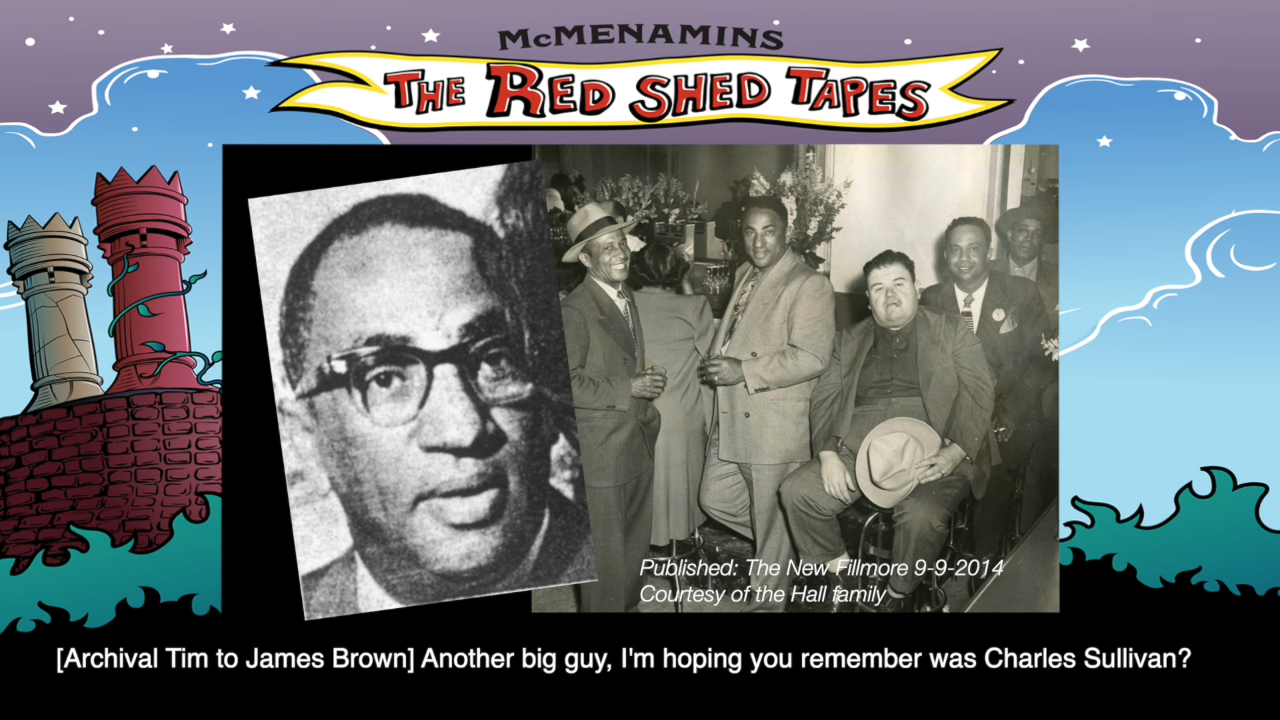 McMENAMINS
THE RED SHED TAPES
Published: The New Fillmore 9-9-2014
Courtesy of the Hall family
[Archival Tim to James Brown] Another big guy, I'm hoping you remember was Charles Sullivan?